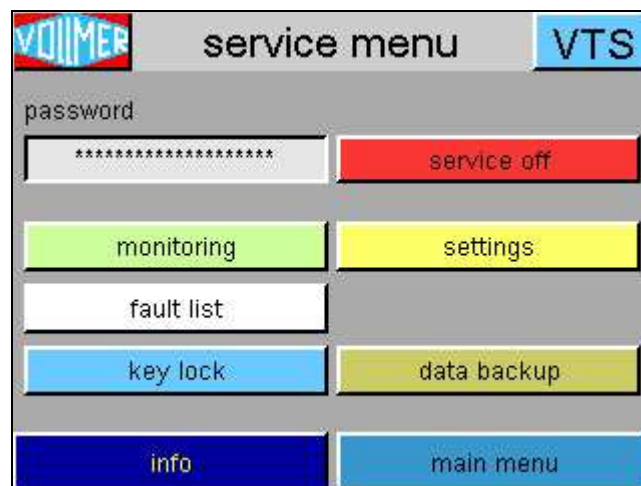 VOLLMER service menu VTS
password
********************
service off
monitoring settings
fault list
key lock data backup
info main menu